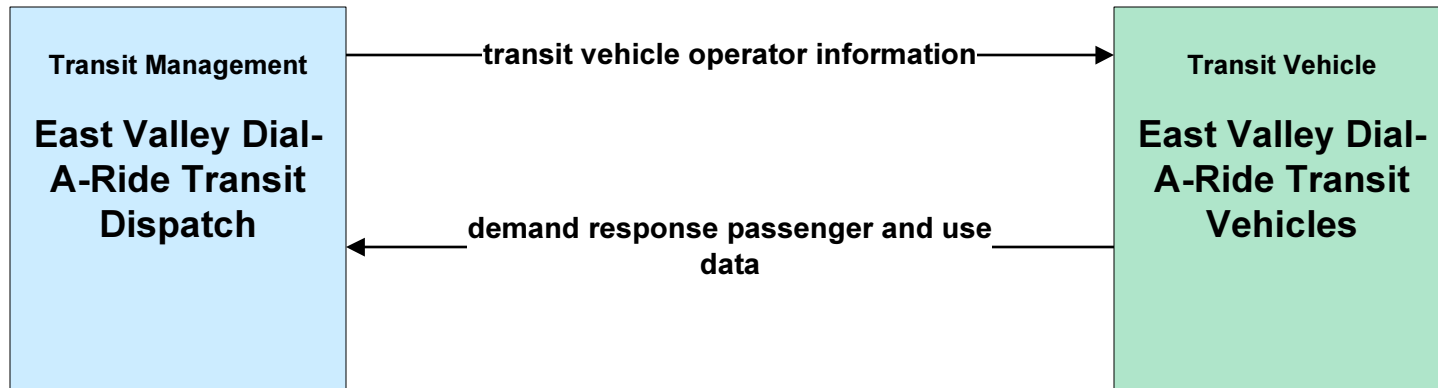 Transit Management
East Valley Dial-
A-Ride Transit
Dispatch
transit vehicle operator information
demand response passenger and use
data
Transit Vehicle
East Valley Dial-
A-Ride Transit
Vehicles